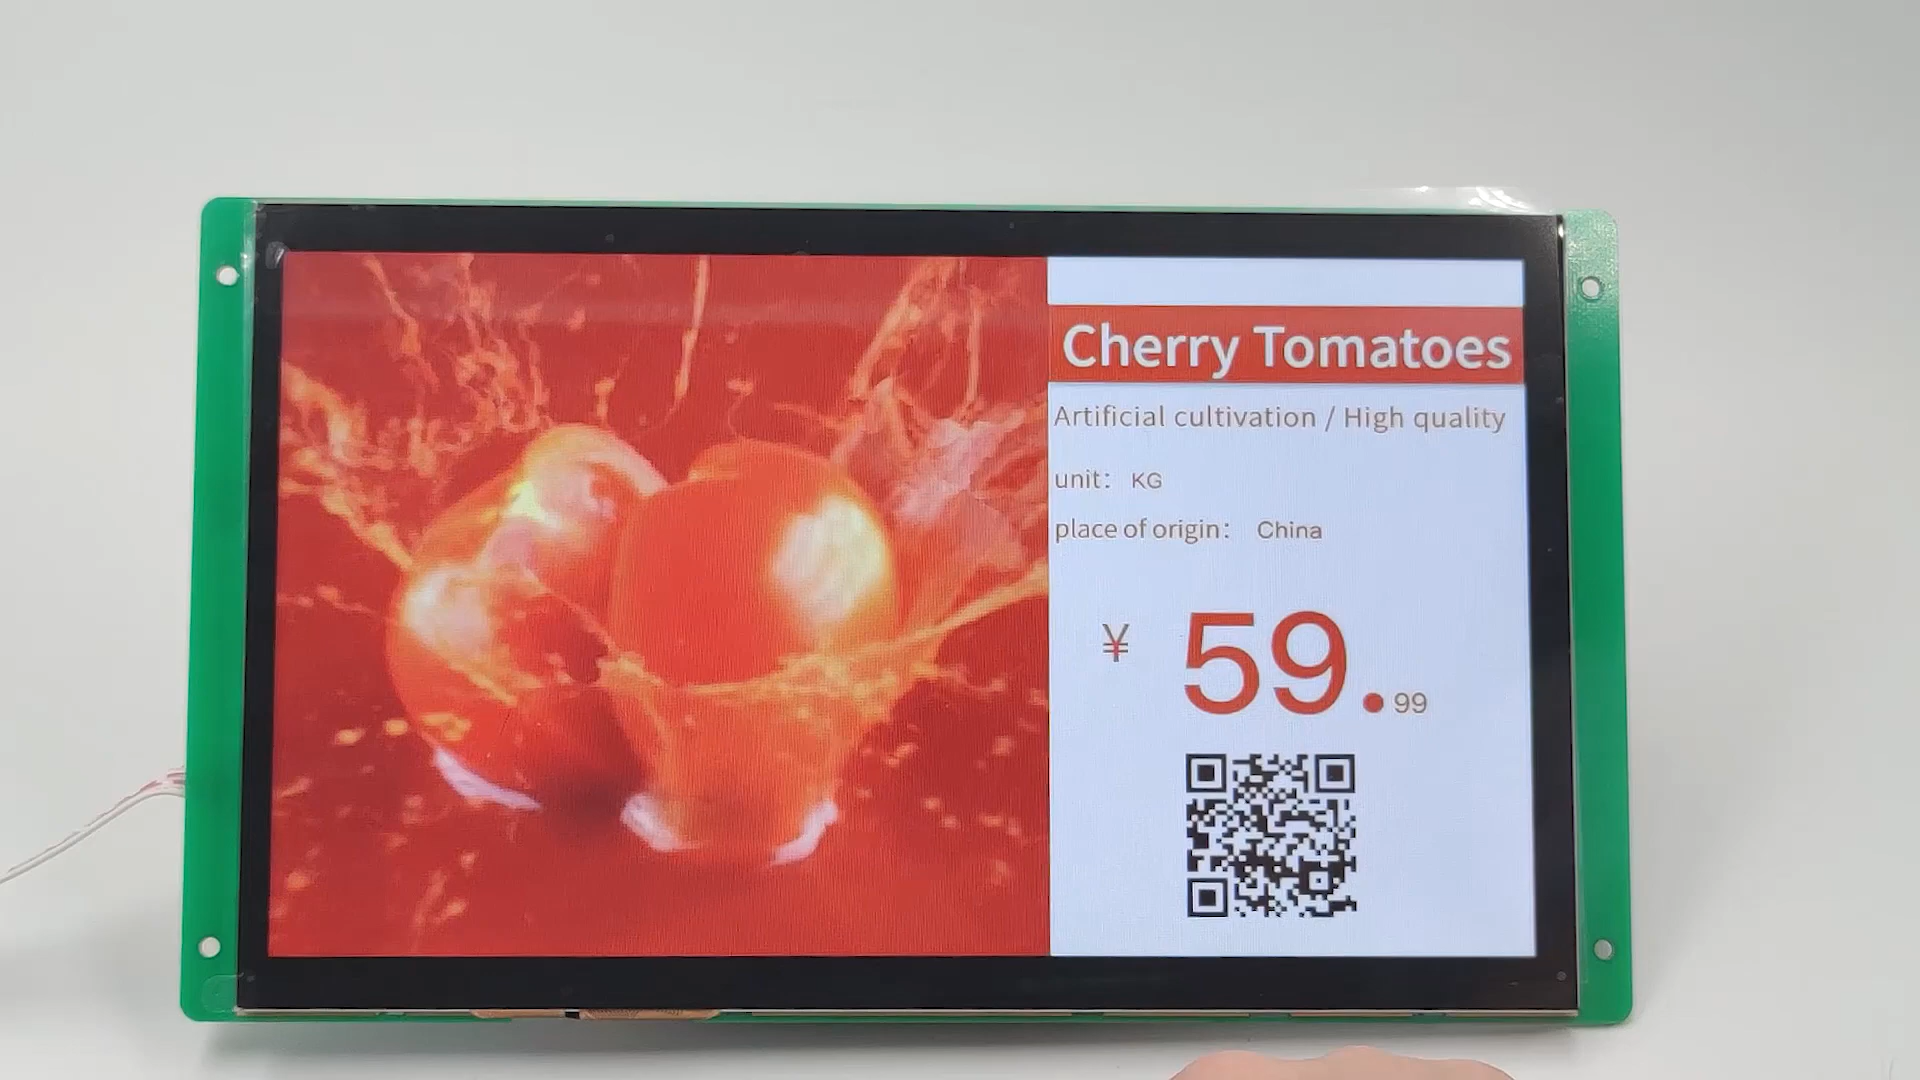 Cherry Tomatoes
Artificial cultivation / High quality
unit： KG
place of origin： China
¥ 59.99